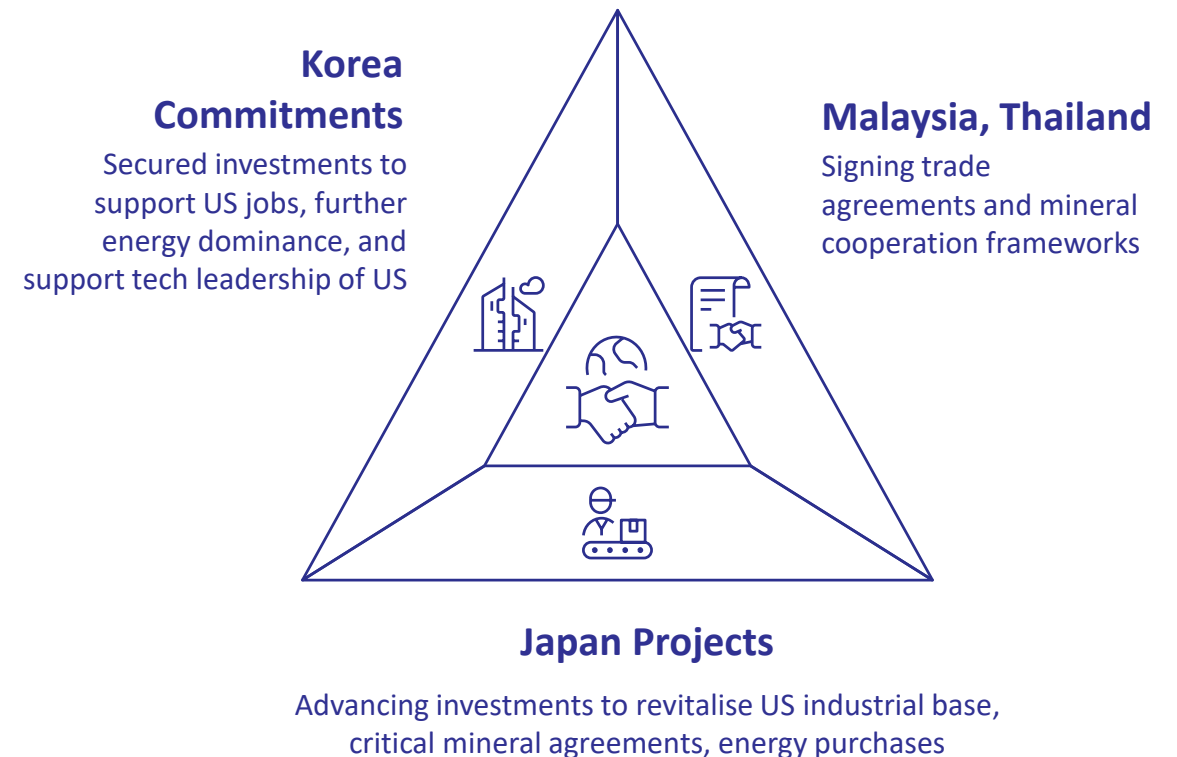 Korea
Commitments
Secured investments to
support US jobs, further
energy dominance, and
support tech leadership of US
Malaysia, Thailand
Signing trade
agreements and mineral
cooperation frameworks
Japan Projects
Advancing investments to revitalise US industrial base,
critical mineral agreements, energy purchases